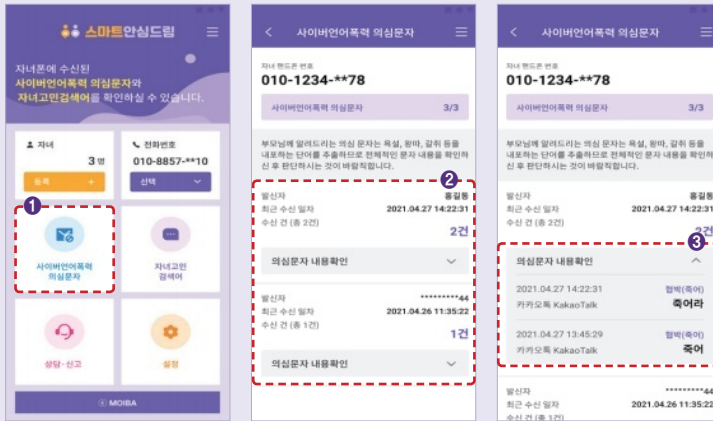 스마트안심드림
자녀폰에 수신된
사이버언어폭력 의심문자와
자녀고민검색어를 확인하실 수 있습니다.
자녀
3 명
등록 +
전화번호
010-8857-**10
선택
1
사이버언어폭력
의심문자
자녀고민
검색어
상담·신고
설정
MOIBA
사이버언어폭력 의심문자
자녀 핸드폰 번호
010-1234-**78
사이버언어폭력 의심문자 3/3
부모님께 알려드리는 의심 문자는 욕설, 왕따, 갈취 등을
내포하는 단어를 추출하므로 전체적인 문자 내용을 확인하
신 후 판단하시는 것이 바람직합니다.
2
발신자 홍길동
최근 수신 일자 2021.04.27 14:22:31
수신 건 (총 2건) 2건
의심문자 내용확인
발신자 *********44
최근 수신 일자 2021.04.26 11:35:22
수신 건 (총 1건) 1건
의심문자 내용확인
사이버언어폭력 의심문자
자녀 핸드폰 번호
010-1234-**78
사이버언어폭력 의심문자 3/3
부모님께 알려드리는 의심 문자는 욕설, 왕따, 갈취 등을
내포하는 단어를 추출하므로 전체적인 문자 내용을 확인하
신 후 판단하시는 것이 바람직합니다.
발신자 홍길동
최근 수신 일자 2021.04.27 14:22:31
수신 건 (총 2건) 2건
3
의심문자 내용확인
2021.04.27 14:22:31 협박(죽어)
카카오톡 KakaoTalk 죽어라
2021.04.27 13:45:29 협박(죽어)
카카오톡 KakaoTalk 죽어
발신자 *********44
최근 수신 일자 2021.04.26 11:35:22
수신 건 (총 1건)